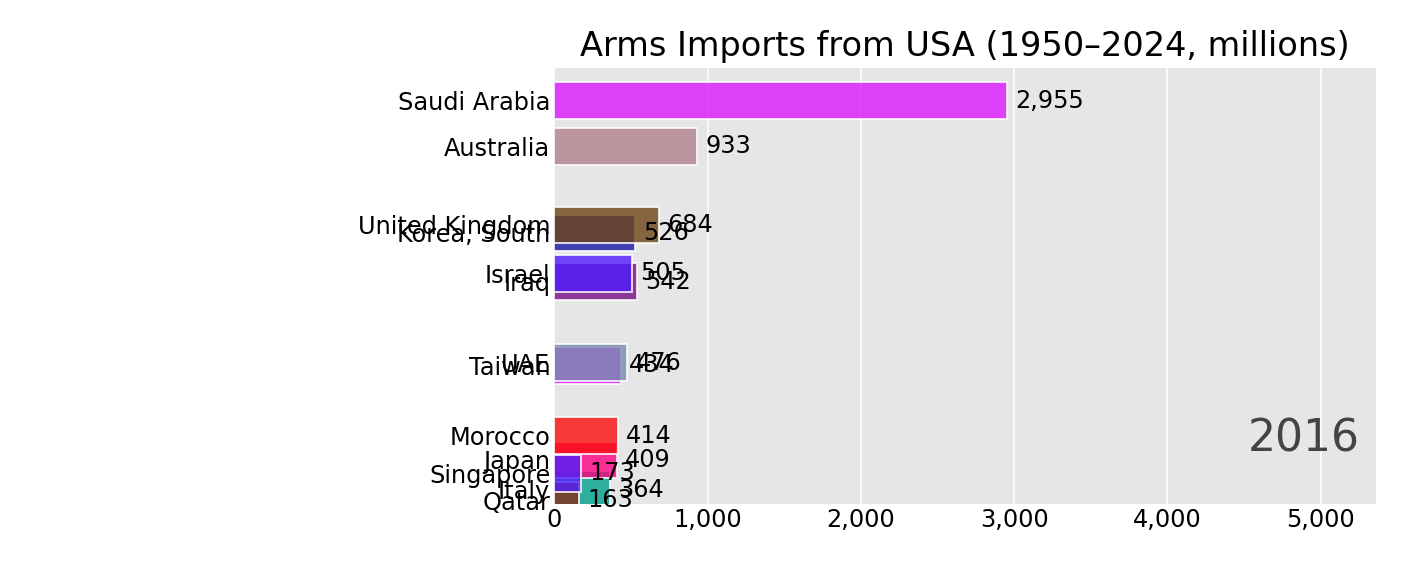 Arms Imports from USA (1950–2024, millions)
Saudi Arabia 2,955
Australia 933
United Kingdom 684
Korea, South 526
Israel 505
Iraq 542
UAE 476
Taiwan 434
Morocco 414
Japan 409
Singapore 173
Italy 364
Qatar 163
2016
0 1,000 2,000 3,000 4,000 5,000